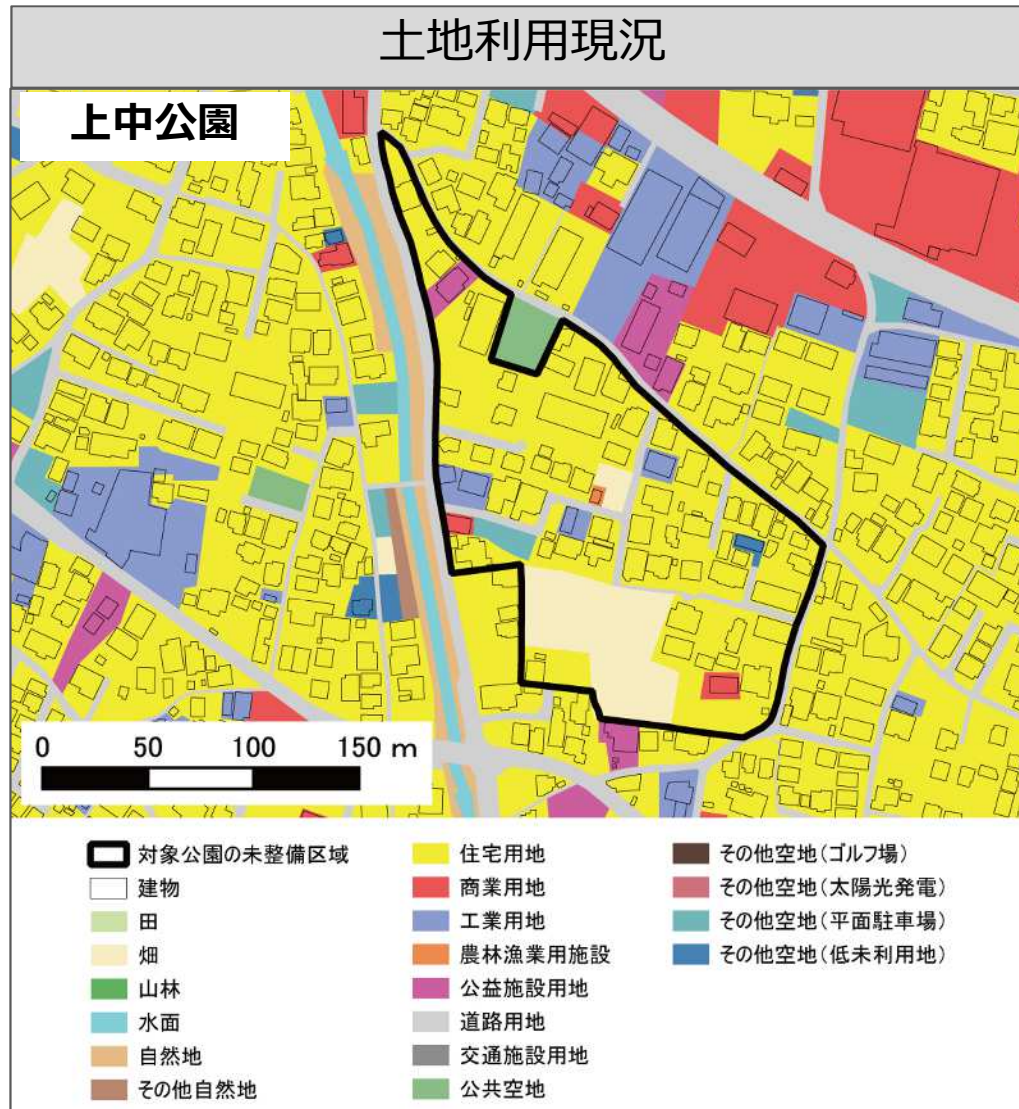 土地利用現況
上中公園
0 50 100 150 m
対象公園の未整備区域
建物
田
畑
山林
水面
自然地
その他自然地
住宅用地
商業用地
工業用地
農林漁業用施設
公益施設用地
道路用地
交通施設用地
公共空地
その他空地(ゴルフ場)
その他空地(太陽光発電)
その他空地(平面駐車場)
その他空地(低未利用地)